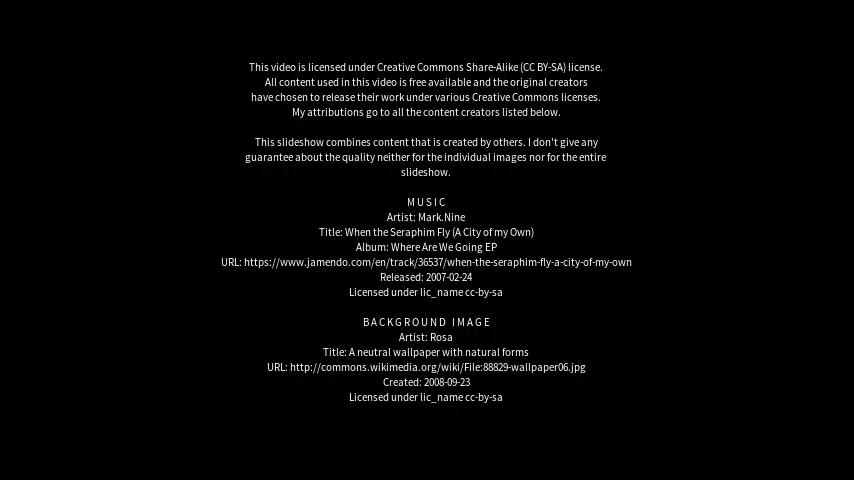 This video is licensed under Creative Commons Share-Alike (CC BY-SA) license.
All content used in this video is free available and the original creators
have chosen to release their work under various Creative Commons licenses.
My attributions go to all the content creators listed below.
This slideshow combines content that is created by others. I don't give any
guarantee about the quality neither for the individual images nor for the entire
slideshow.
MUSIC
Artist: Mark.Nine
Title: When the Seraphim Fly (A City of my Own)
Album: Where Are We Going EP
URL: https://www.jamendo.com/en/track/36537/when-the-seraphim-fly-a-city-of-my-own
Released: 2007-02-24
Licensed under lic_name cc-by-sa
BACKGROUND IMAGE
Artist: Rosa
Title: A neutral wallpaper with natural forms
URL: http://commons.wikimedia.org/wiki/File:88829-wallpaper06.jpg
Created: 2008-09-23
Licensed under lic_name cc-by-sa